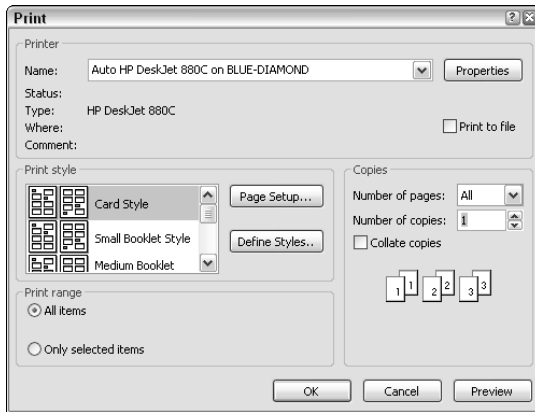 Print
Printer
Name: Auto HP DeskJet 880C on BLUE-DIAMOND Properties
Status:
Type: HP DeskJet 880C
Where: Print to file
Comment:
Print style
Card Style
Small Booklet Style
Medium Booklet
Page Setup...
Define Styles..
Copies
Number of pages: All
Number of copies: 1
Collate copies
1 1 2 2 3 3
Print range
All items
Only selected items
OK Cancel Preview